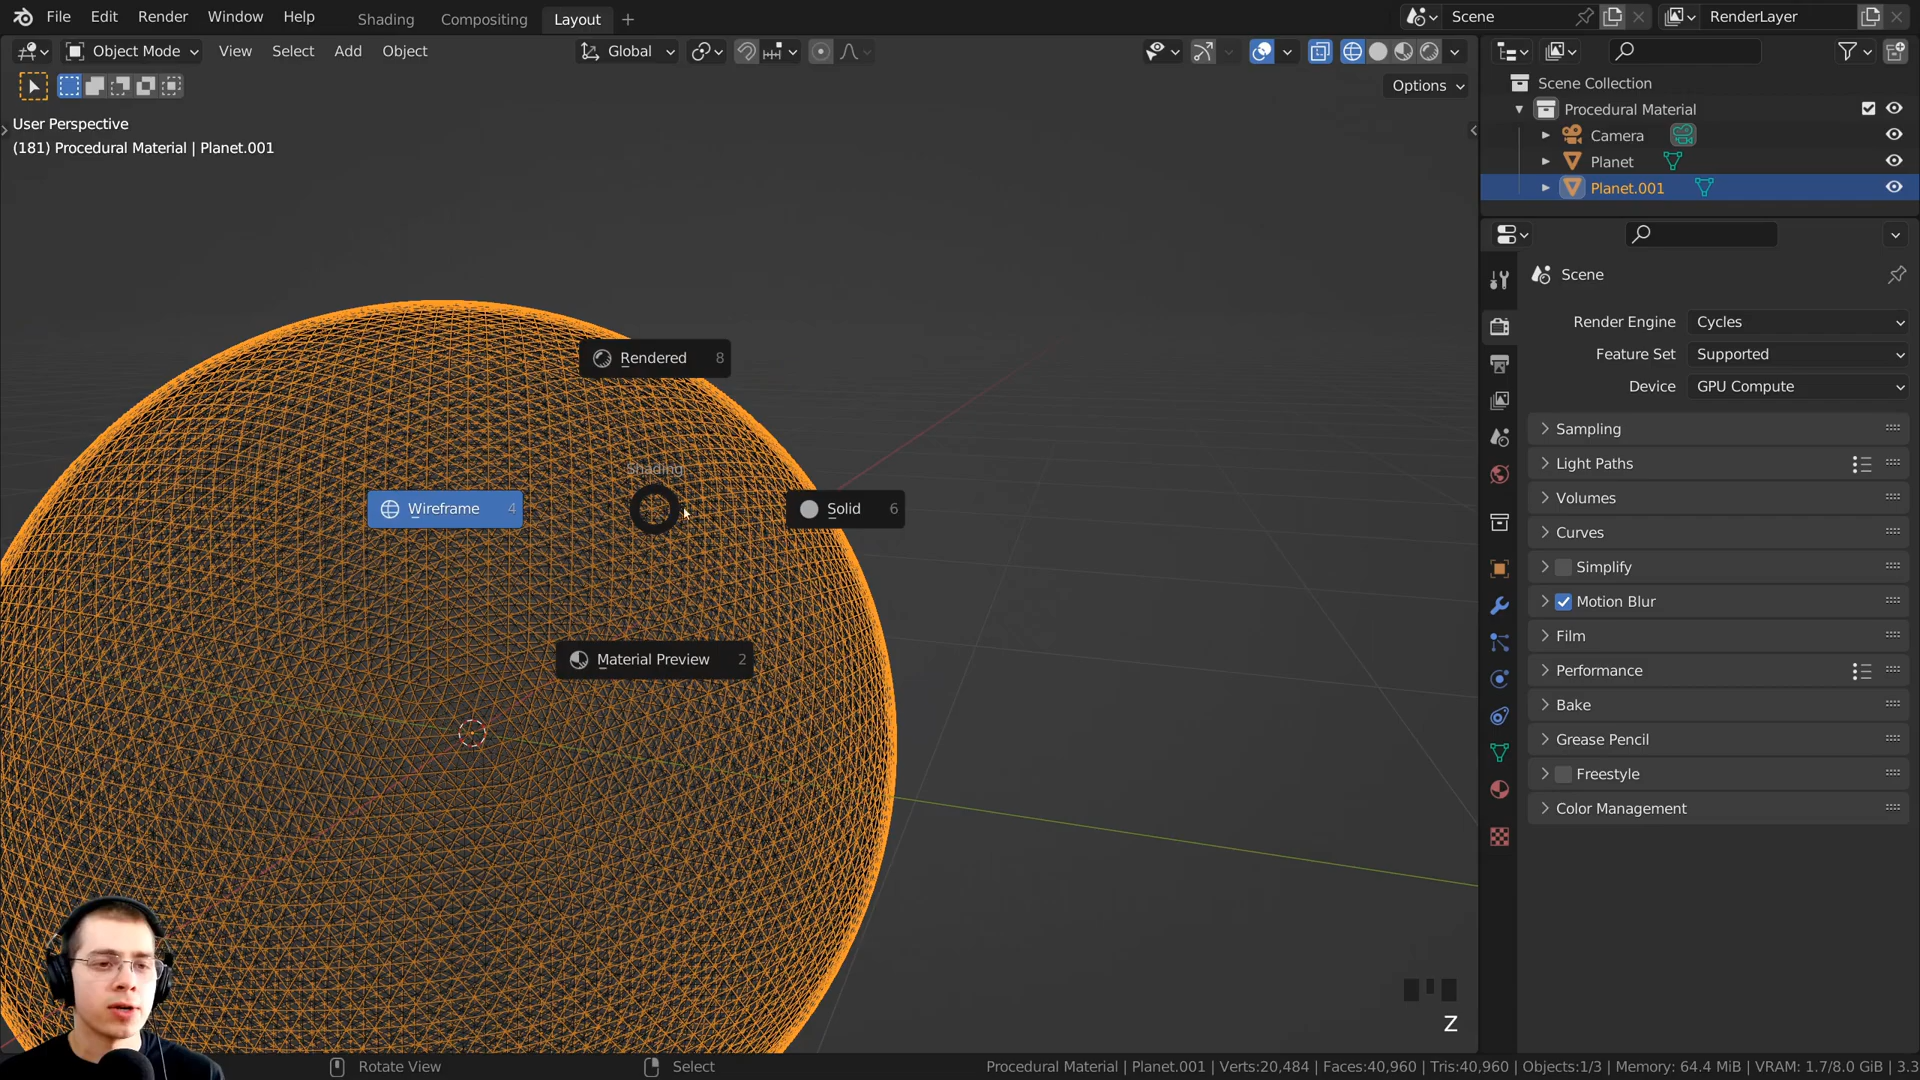 File Edit Render Window Help Shading Compositing Layout + Scene RenderLayer
Object Mode View Select Add Object Global
Options
User Perspective
(181) Procedural Material | Planet.001
Scene Collection
Procedural Material
Camera
Planet
Planet.001
Scene
Render Engine Cycles
Feature Set Supported
Device GPU Compute
Sampling
Light Paths
Volumes
Curves
Simplify
Motion Blur
Film
Performance
Bake
Grease Pencil
Freestyle
Color Management
Rendered 8
Shading
Wireframe 4
Solid 6
Material Preview 2
Z
Rotate View
Select
Procedural Material | Planet.001 | Verts:20,484 | Faces:40,960 | Tris:40,960 | Objects:1/3 | Memory: 64.4 MiB | VRAM: 1.7/8.0 GiB | 3.3